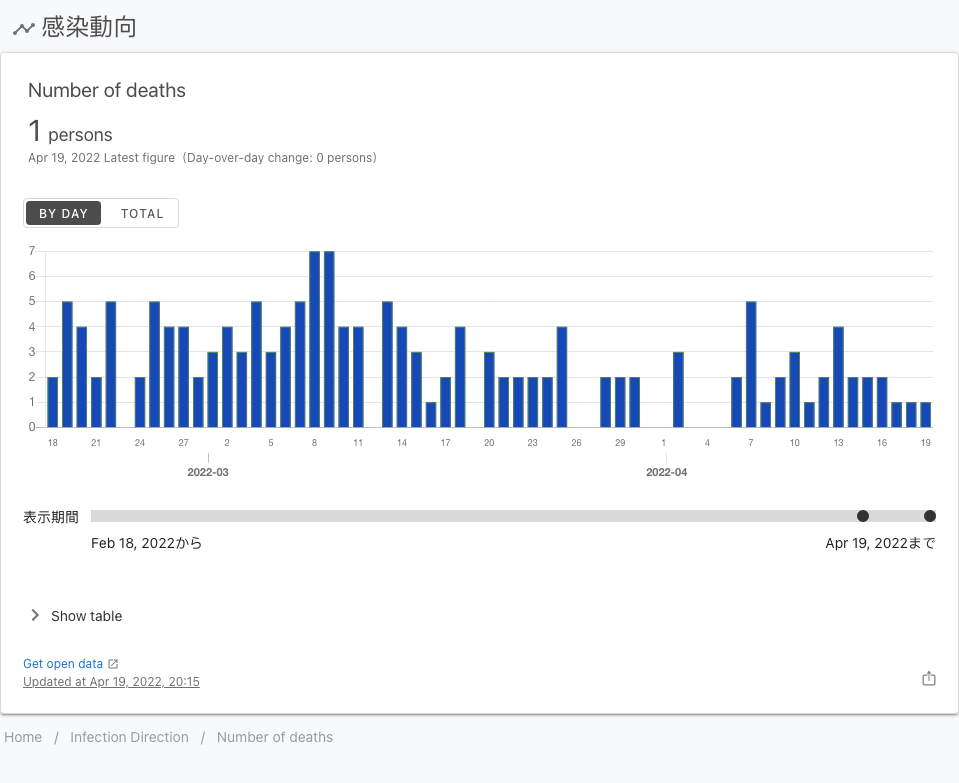 感染動向
Number of deaths
1 persons
Apr 19, 2022 Latest figure (Day-over-day change: 0 persons)
BY DAY TOTAL
7
6
5
4
3
2
1
0
18 21 24 27 2 5 8 11 14 17 20 23 26 29 1 4 7 10 13 16 19
2022-03 2022-04
表示期間
Feb 18, 2022から Apr 19, 2022まで
Show table
Get open data
Updated at Apr 19, 2022, 20:15
Home / Infection Direction / Number of deaths